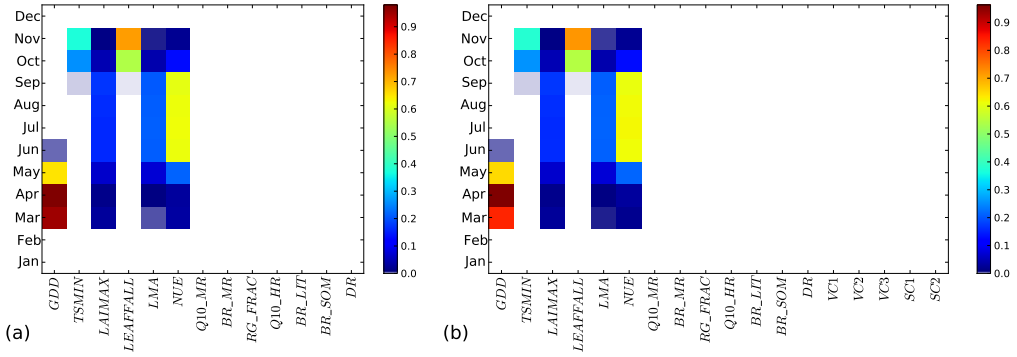 Dec
Nov
Oct
Sep
Aug
Jul
Jun
May
Apr
Mar
Feb
Jan
GDD
TSMIN
LAIMAX
LEAFFALL
LMA
NUE
Q10_MR
BR_MR
RG_FRAC
Q10_HR
BR_LIT
BR_SOM
DR
0.9
0.8
0.7
0.6
0.5
0.4
0.3
0.2
0.1
0.0
(a)
Dec
Nov
Oct
Sep
Aug
Jul
Jun
May
Apr
Mar
Feb
Jan
GDD
TSMIN
LAIMAX
LEAFFALL
LMA
NUE
Q10_MR
BR_MR
RG_FRAC
Q10_HR
BR_LIT
BR_SOM
DR
VC1
VC2
VC3
SC1
SC2
0.9
0.8
0.7
0.6
0.5
0.4
0.3
0.2
0.1
0.0
(b)